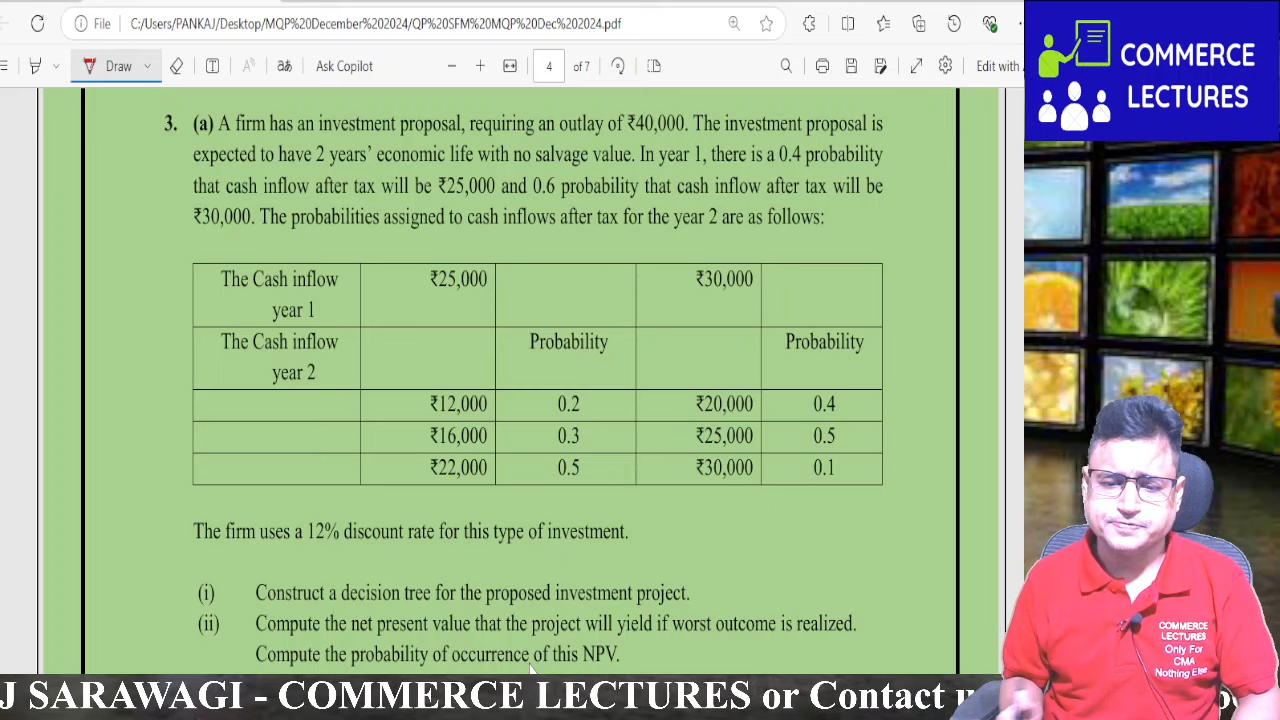 File C:/Users/PANKAJ/Desktop/MQP%20December%202024/QP%20SFM%20MQP%20Dec%202024.pdf
Draw Ask Copilot 4 of 7 Edit with
COMMERCE
LECTURES
3. (a) A firm has an investment proposal, requiring an outlay of ₹40,000. The investment proposal is
expected to have 2 years’ economic life with no salvage value. In year 1, there is a 0.4 probability
that cash inflow after tax will be ₹25,000 and 0.6 probability that cash inflow after tax will be
₹30,000. The probabilities assigned to cash inflows after tax for the year 2 are as follows:
The Cash inflow ₹25,000 ₹30,000
year 1
The Cash inflow Probability Probability
year 2
₹12,000 0.2 ₹20,000 0.4
₹16,000 0.3 ₹25,000 0.5
₹22,000 0.5 ₹30,000 0.1
The firm uses a 12% discount rate for this type of investment.
(i) Construct a decision tree for the proposed investment project.
(ii) Compute the net present value that the project will yield if worst outcome is realized.
Compute the probability of occurrence of this NPV.
COMMERCE
LECTURES
Only For
CMA
Nothing Else
J SARAWAGI - COMMERCE LECTURES or Contact